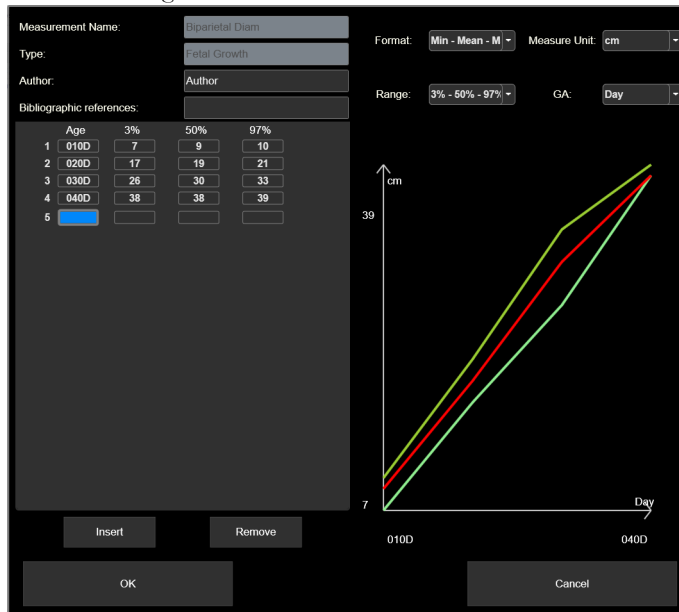 Measurement Name: Biparietal Diam
Format: Min - Mean - M Measure Unit: cm
Type: Fetal Growth
Author: Author
Range: 3% - 50% - 97% GA: Day
Bibliographic references:
Age 3% 50% 97%
1 010D 7 9 10
2 020D 17 19 21
3 030D 26 30 33
4 040D 38 38 39
5
cm
39
7
Day
010D 040D
Insert Remove
OK Cancel